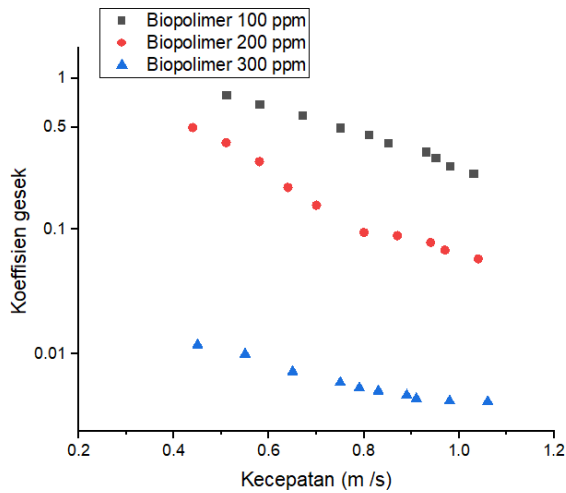 Biopolimer 100 ppm
Biopolimer 200 ppm
Biopolimer 300 ppm
1
0.5
0.1
0.01
Koeffisien gesek
0.2 0.4 0.6 0.8 1.0 1.2
Kecepatan (m /s)